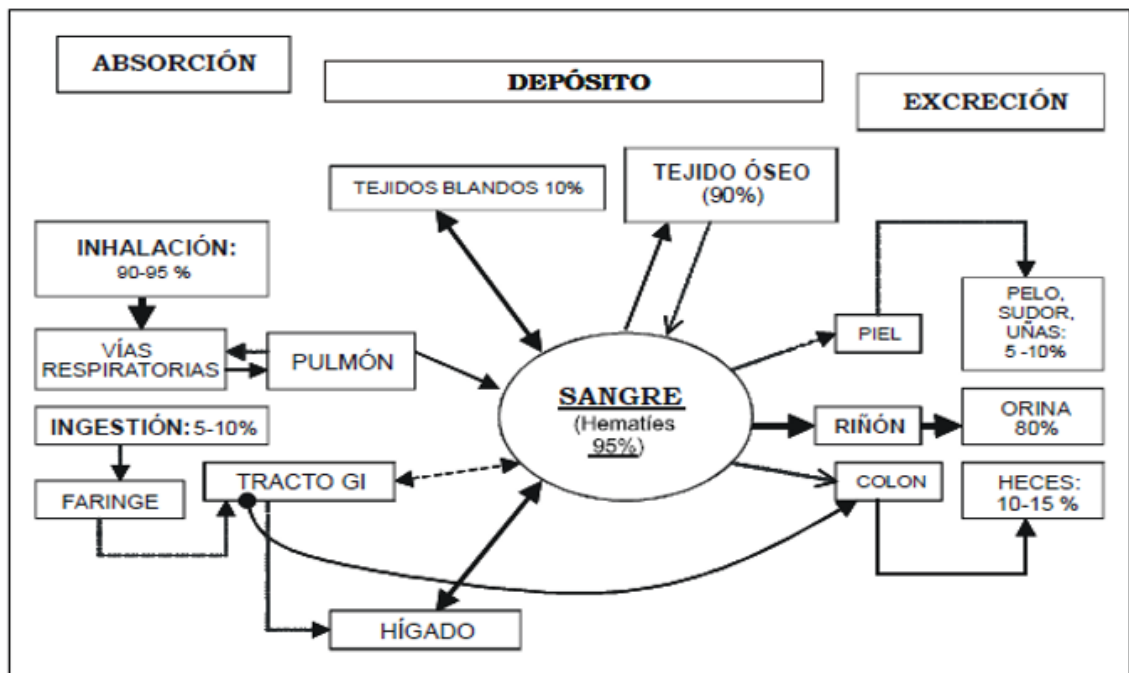 ABSORCIÓN
DEPÓSITO
EXCRECIÓN
TEJIDOS BLANDOS 10%
TEJIDO ÓSEO
(90%)
INHALACIÓN:
90-95 %
VÍAS
RESPIRATORIAS
PULMÓN
INGESTIÓN: 5-10%
FARINGE
TRACTO GI
HÍGADO
SANGRE
(Hematíes
95%)
PIEL
PELO,
SUDOR,
UÑAS:
5 -10%
RIÑÓN
ORINA
80%
COLON
HECES:
10-15 %